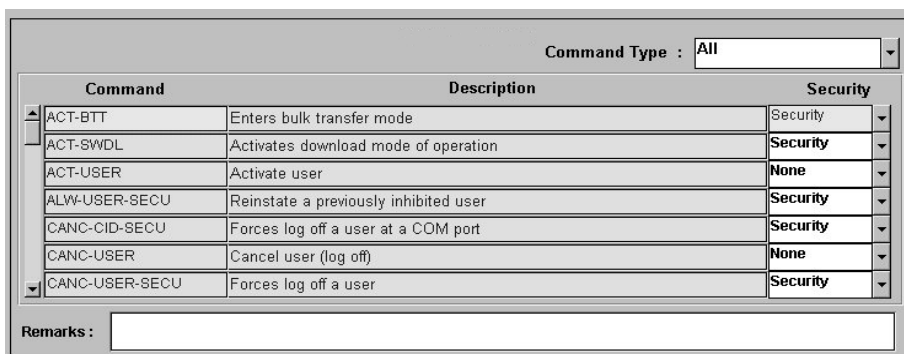 Command Type : All
Command Description Security
ACT-BTT Enters bulk transfer mode Security
ACT-SWDL Activates download mode of operation Security
ACT-USER Activate user None
ALW-USER-SECU Reinstate a previously inhibited user Security
CANC-CID-SECU Forces log off a user at a COM port Security
CANC-USER Cancel user (log off) None
CANC-USER-SECU Forces log off a user Security
Remarks :